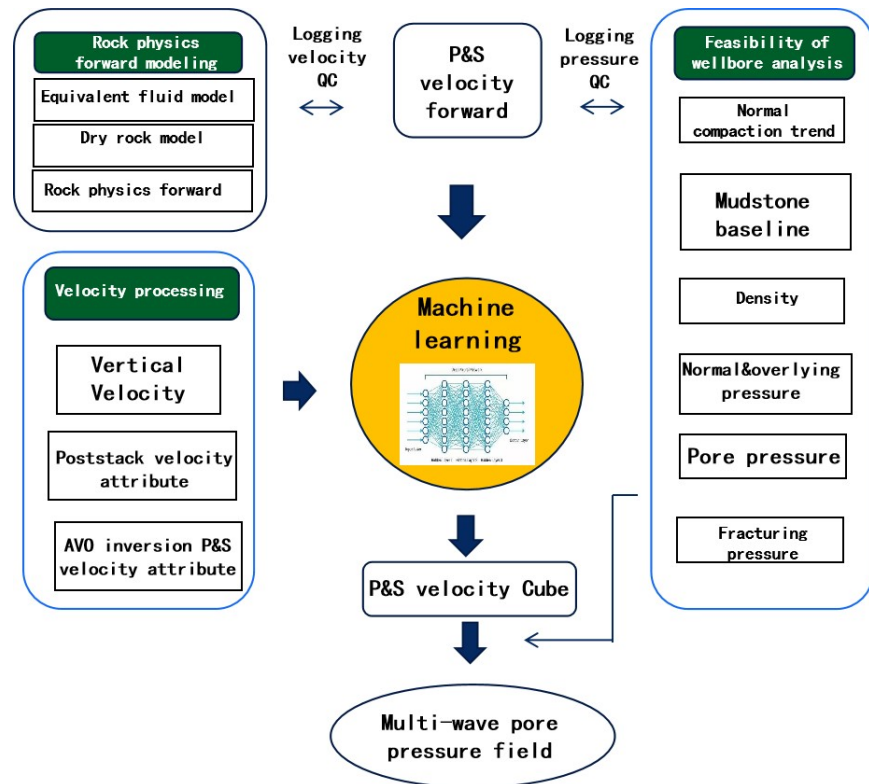 Rock physics
forward modeling
Equivalent fluid model
Dry rock model
Rock physics forward
Logging
velocity
QC
P&S
velocity
forward
Logging
pressure
QC
Feasibility of
wellbore analysis
Normal
compaction trend
Mudstone
baseline
Density
Normal&overlying
pressure
Pore pressure
Fracturing
pressure
Velocity processing
Vertical
Velocity
Poststack velocity
attribute
AVO inversion P&S
velocity attribute
Machine
learning
P&S velocity Cube
Multi-wave pore
pressure field